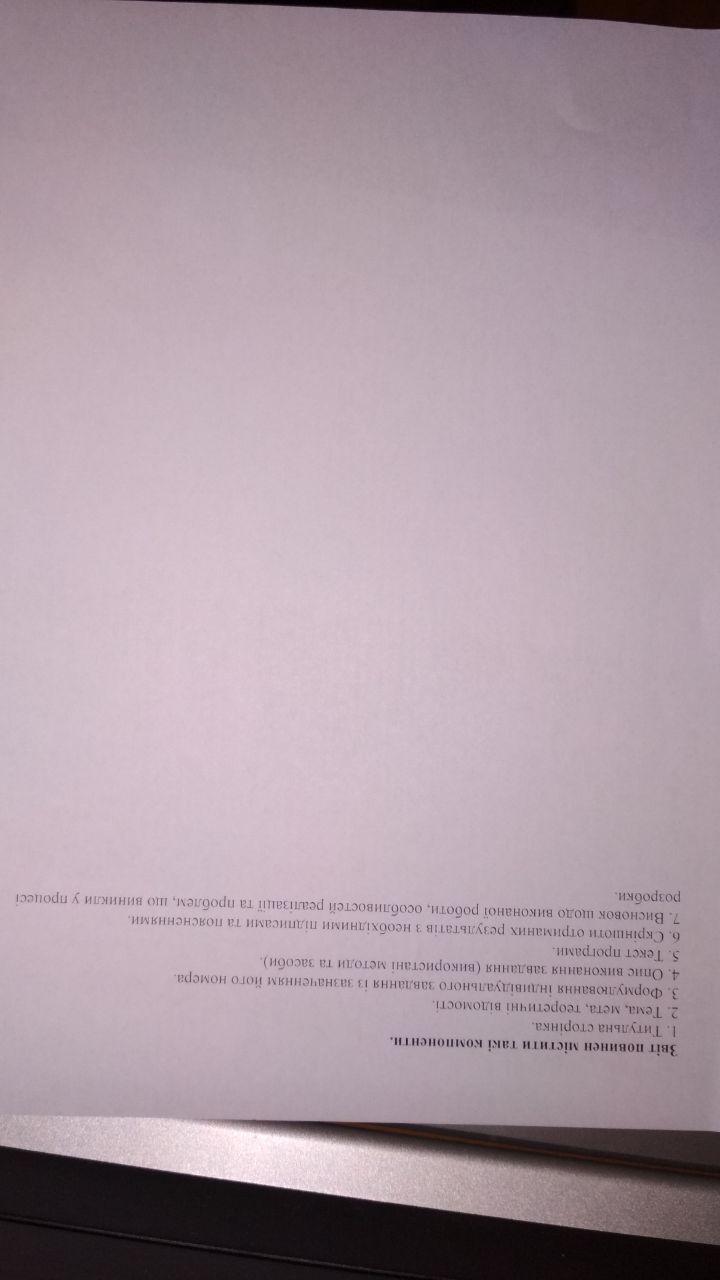 Звіт повинен містити такі компоненти.
1. Титульна сторінка.
2. Тема, мета, теоретичні відомості.
3. Формулювання індивідуального завдання із зазначенням його номера.
4. Опис виконання завдання (використані методи та засоби).
5. Текст програми.
6. Скріншоти отриманих результатів з необхідними підписами та поясненнями.
7. Висновок щодо виконаної роботи, особливостей реалізації та проблем, що виникли у процесі
розробки.